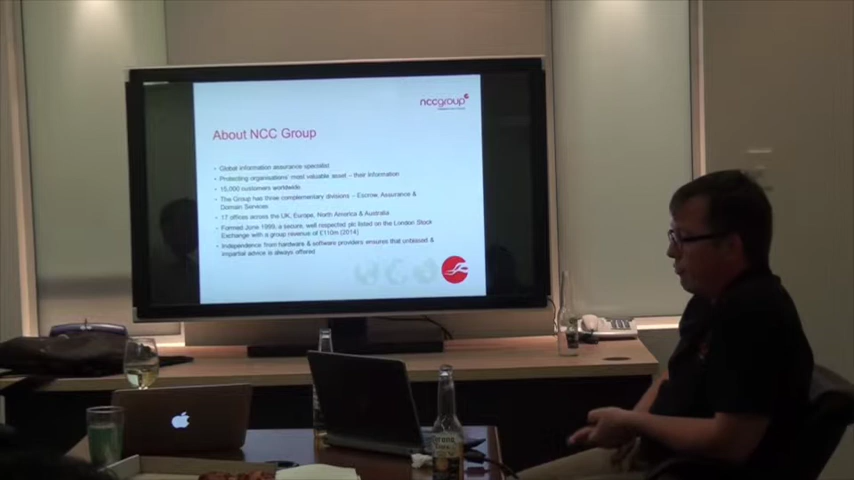 nccgroup
About NCC Group
• Global information assurance specialist
• Protecting organisations' most valuable asset – their information
• 15,000 customers worldwide
• The Group has three complementary divisions – Escrow, Assurance &
Domain Services
• 17 offices across the UK, Europe, North America & Australia
• Formed June 1999, a secure, well respected plc listed on the London Stock
Exchange with a group revenue of £110m (2014)
• Independence from hardware & software providers ensures that unbiased &
impartial advice is always offered
Corona